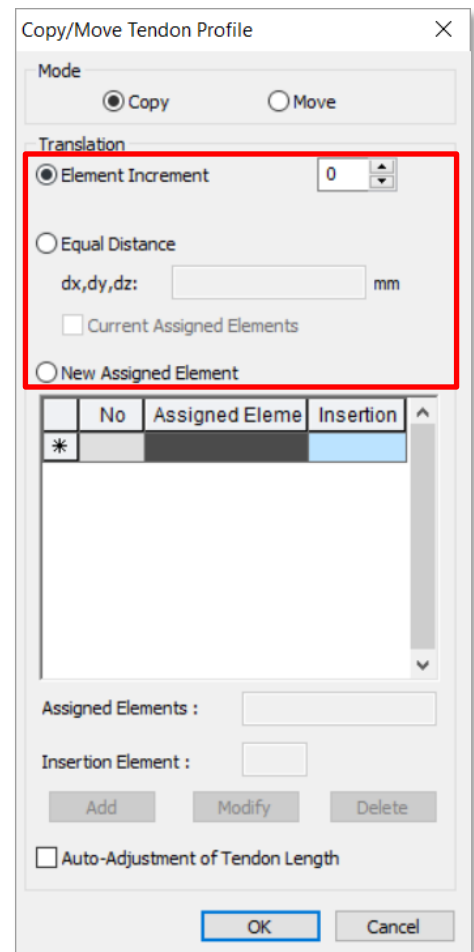 Copy/Move Tendon Profile
Mode
Copy Move
Translation
Element Increment 0
Equal Distance
dx,dy,dz: mm
Current Assigned Elements
New Assigned Element
No Assigned Eleme Insertion
Assigned Elements :
Insertion Element :
Add Modify Delete
Auto-Adjustment of Tendon Length
OK Cancel